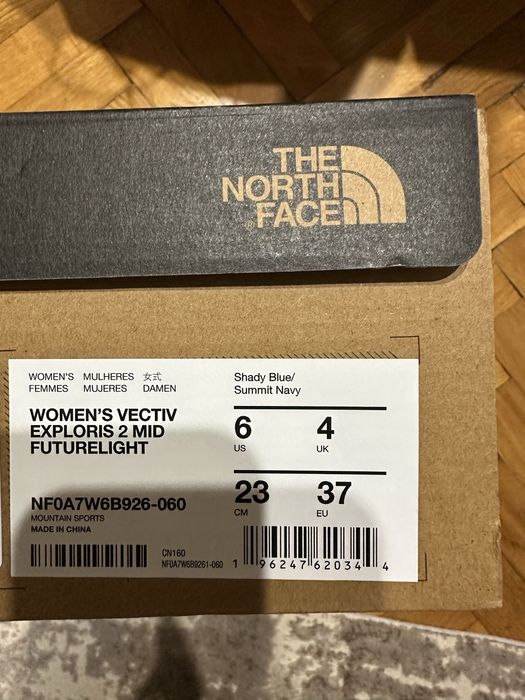 THE
NORTH
FACE
®
WOMEN'S MULHERES 女式
FEMMES MUJERES DAMEN
WOMEN'S VECTIV
EXPLORIS 2 MID
FUTURELIGHT
NF0A7W6B926-060
MOUNTAIN SPORTS
MADE IN CHINA
CN160
NF0A7W6B9261-060
Shady Blue/
Summit Navy
6 4
US UK
23 37
CM EU
1 96247 62034 4